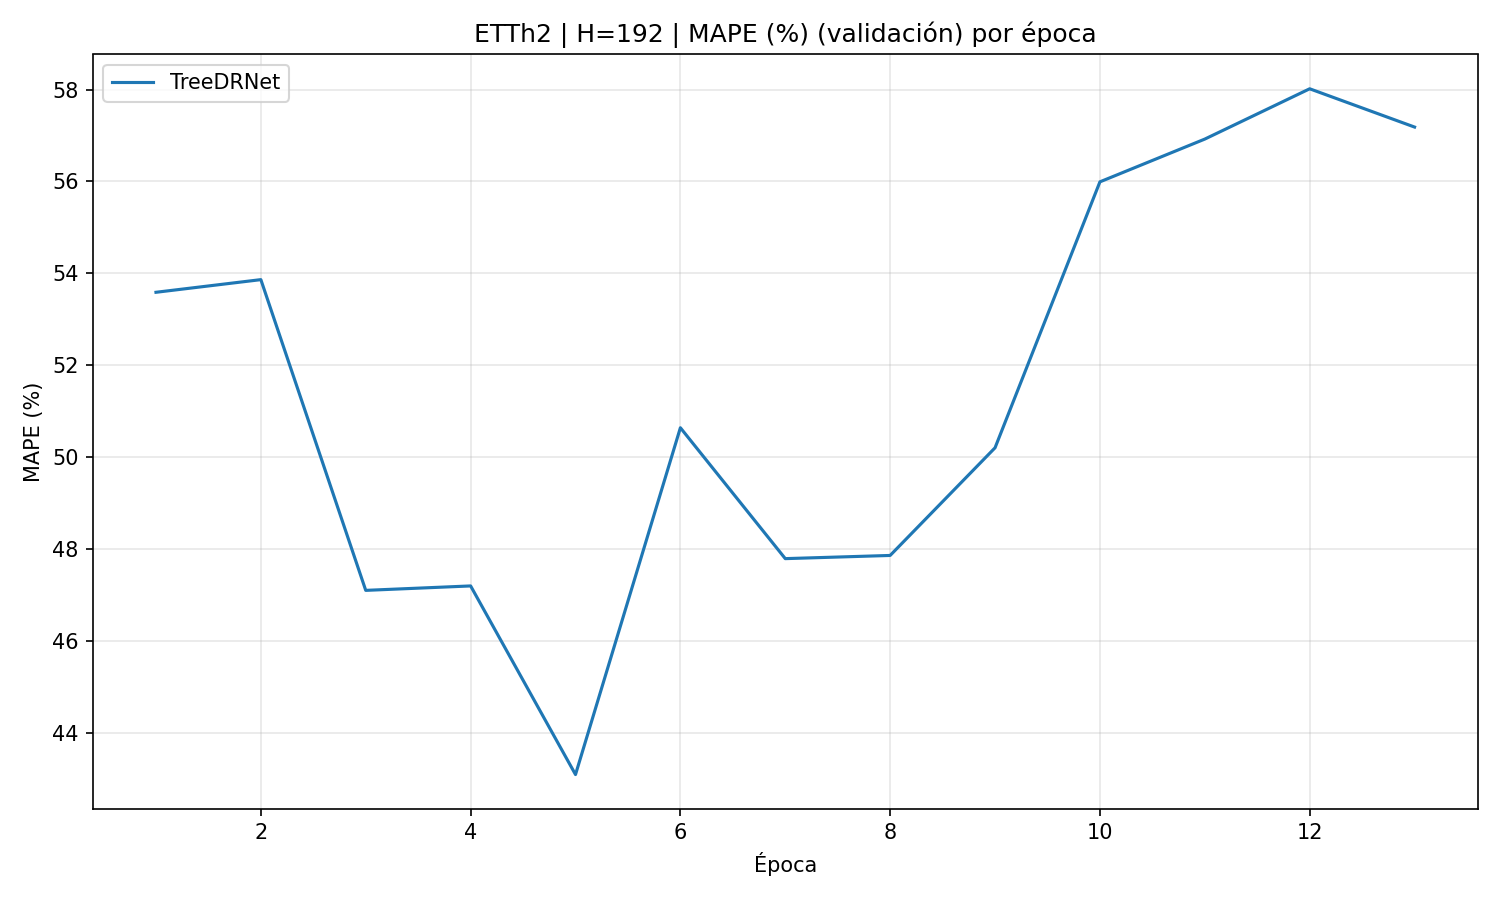 ETTh2 | H=192 | MAPE (%) (validación) por época
TreeDRNet
58
56
54
52
50
48
46
44
MAPE (%)
2 4 6 8 10 12
Época